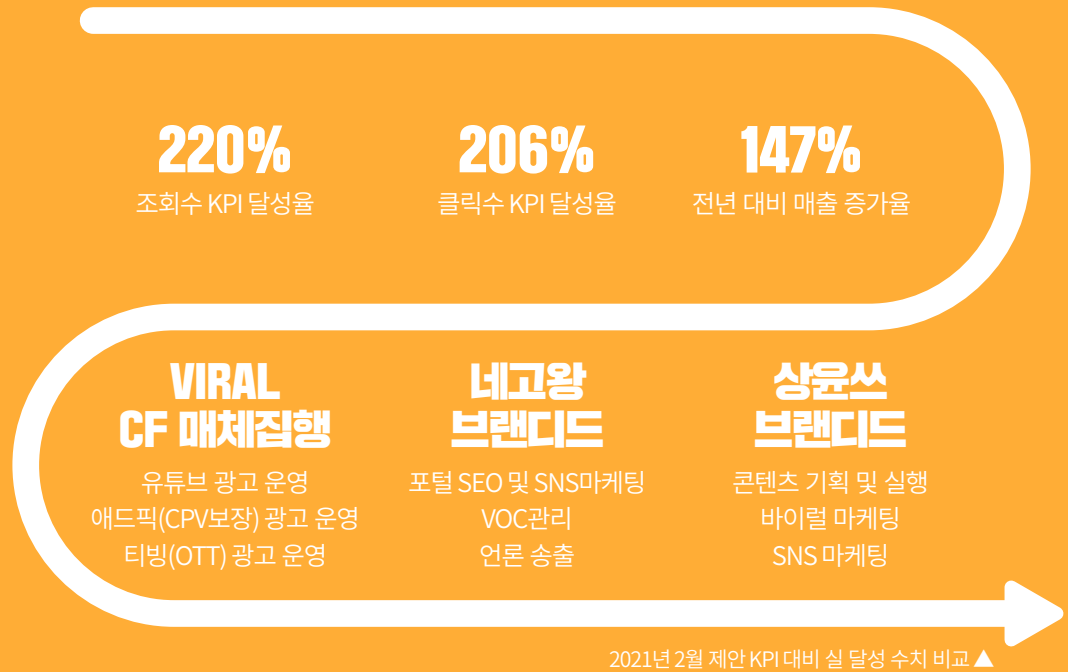 220%
조회수 KPI 달성율
206%
클릭수 KPI 달성율
147%
전년 대비 매출 증가율
VIRAL
CF 매체집행
유튜브 광고 운영
애드픽(CPV보장) 광고 운영
티빙(OTT) 광고 운영
네고왕
브랜디드
포털 SEO 및 SNS마케팅
VOC관리
언론 송출
상윤쓰
브랜디드
콘텐츠 기획 및 실행
바이럴 마케팅
SNS 마케팅
2021년 2월 제안 KPI 대비 실 달성 수치 비교 ▲